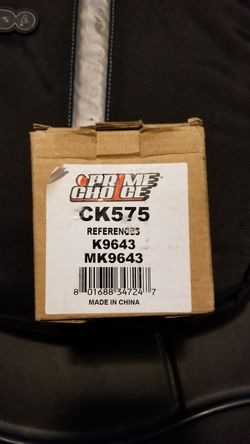 PRIME
CHOICE
CK575
REFERENCES
K9643
MK9643
8 01688 34724 7
MADE IN CHINA